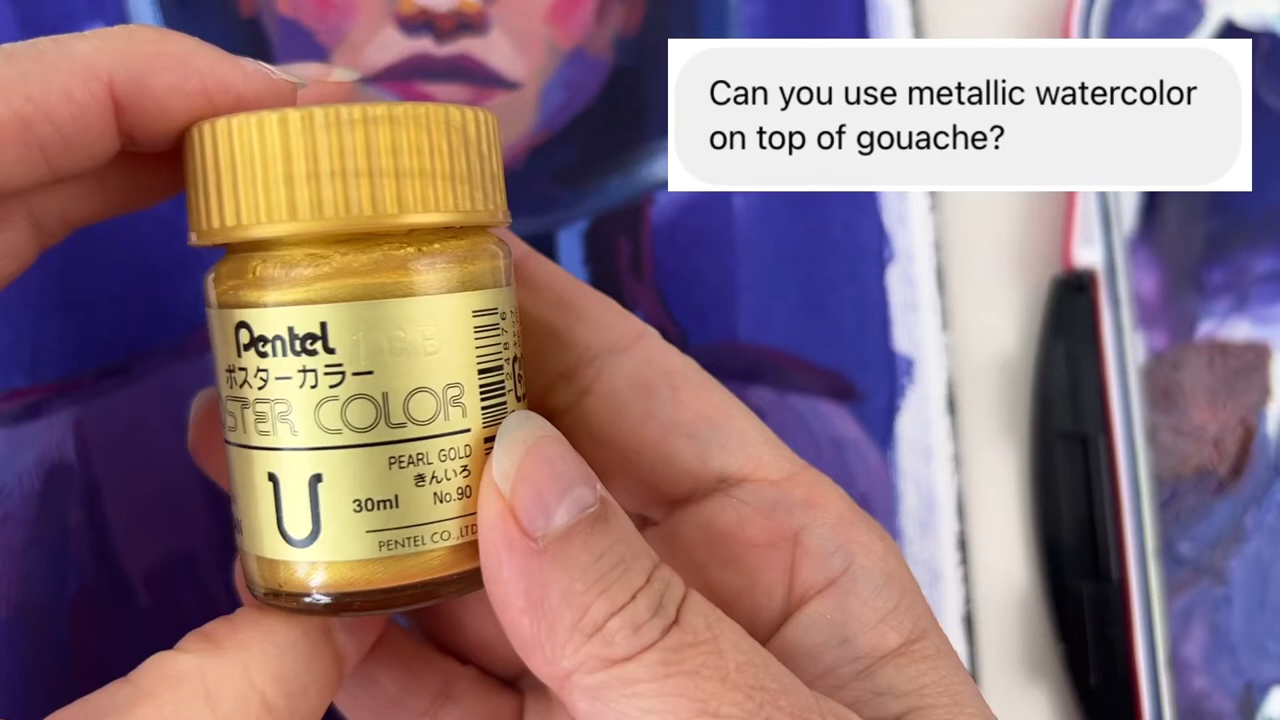 Can you use metallic watercolor
on top of gouache?
Pentel
ポスターカラー
COLOR
PEARL GOLD
きんいろ
30ml No.90
PENTEL CO.,LTD